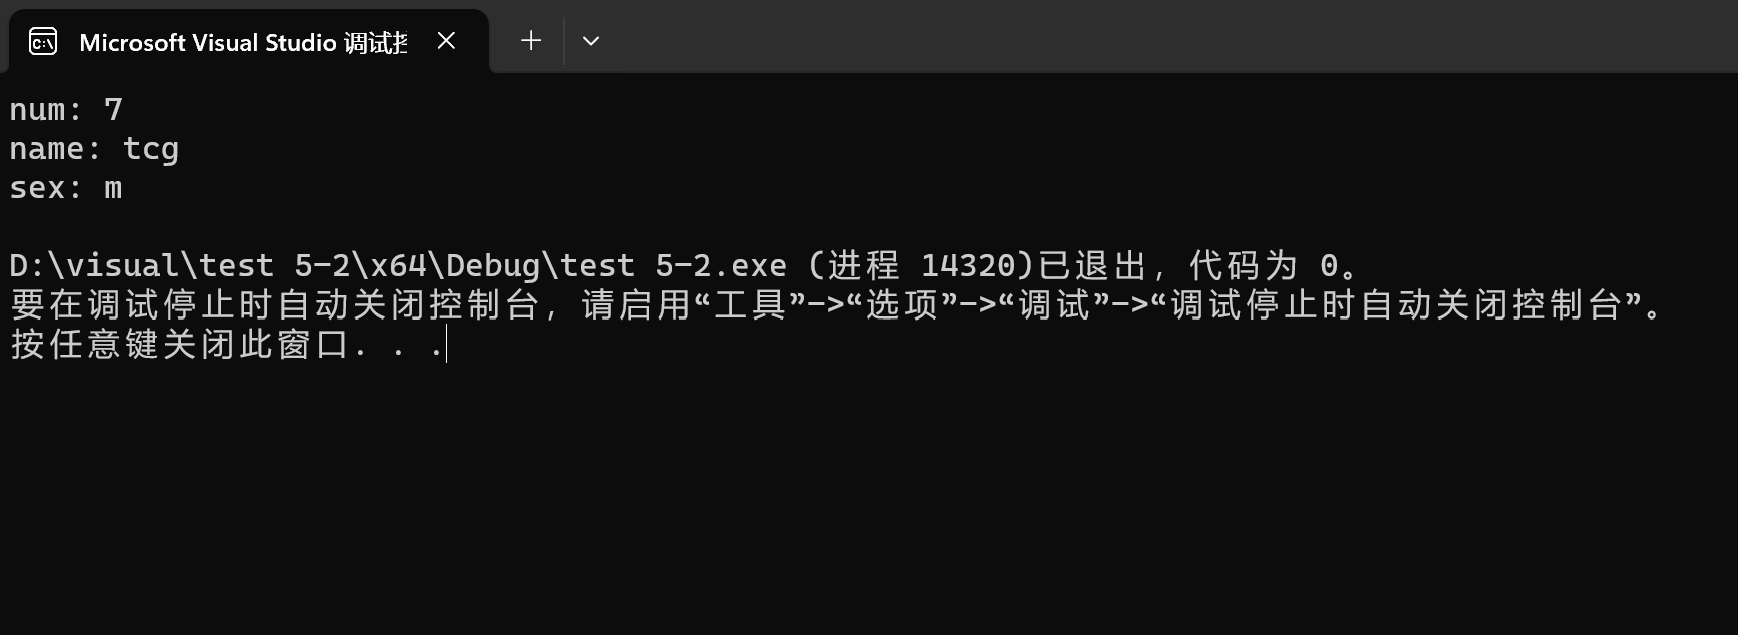 Microsoft Visual Studio 调试控
num: 7
name: tcg
sex: m
D:\visual\test 5-2\x64\Debug\test 5-2.exe (进程 14320)已退出，代码为 0。
要在调试停止时自动关闭控制台，请启用“工具”->“选项”->“调试”->“调试停止时自动关闭控制台”。
按任意键关闭此窗口. . .